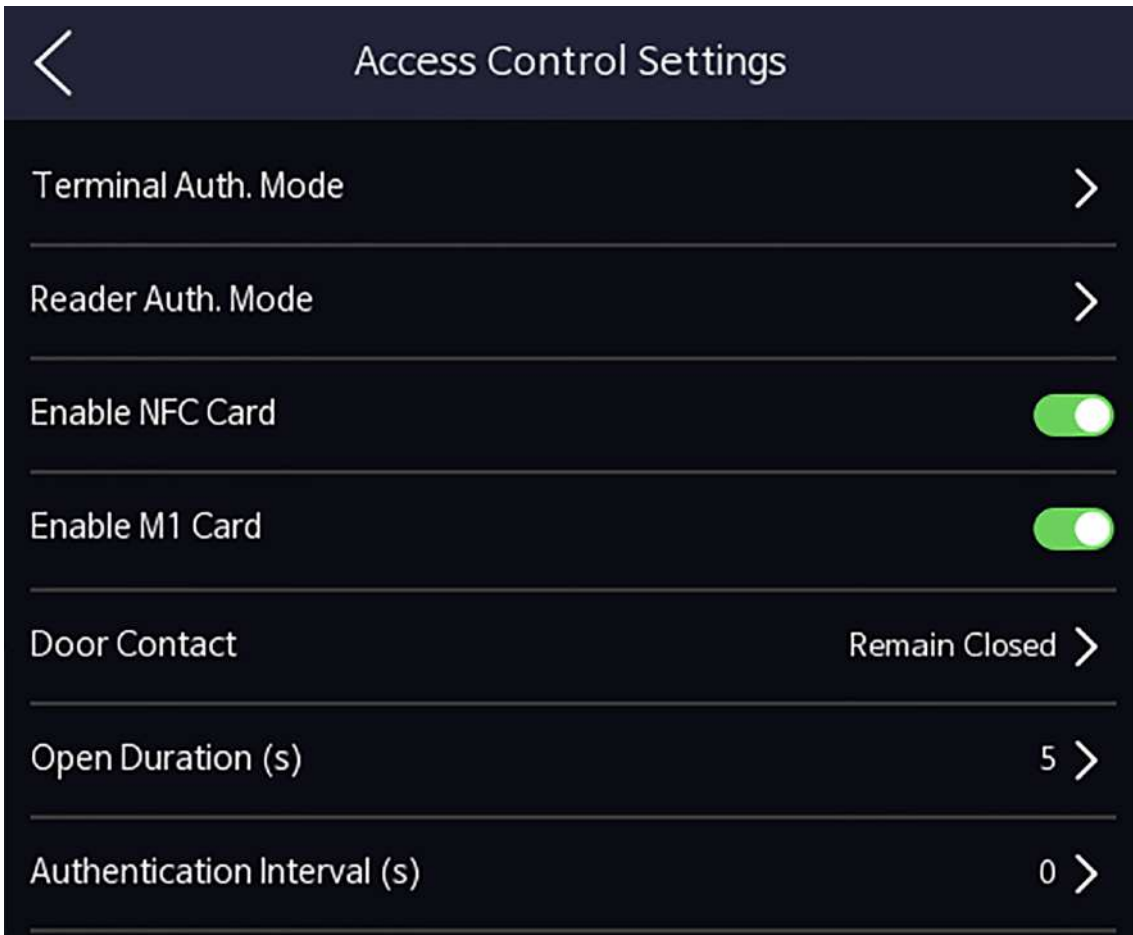 Access Control Settings
Terminal Auth. Mode
Reader Auth. Mode
Enable NFC Card
Enable M1 Card
Door Contact Remain Closed
Open Duration (s) 5
Authentication Interval (s) 0